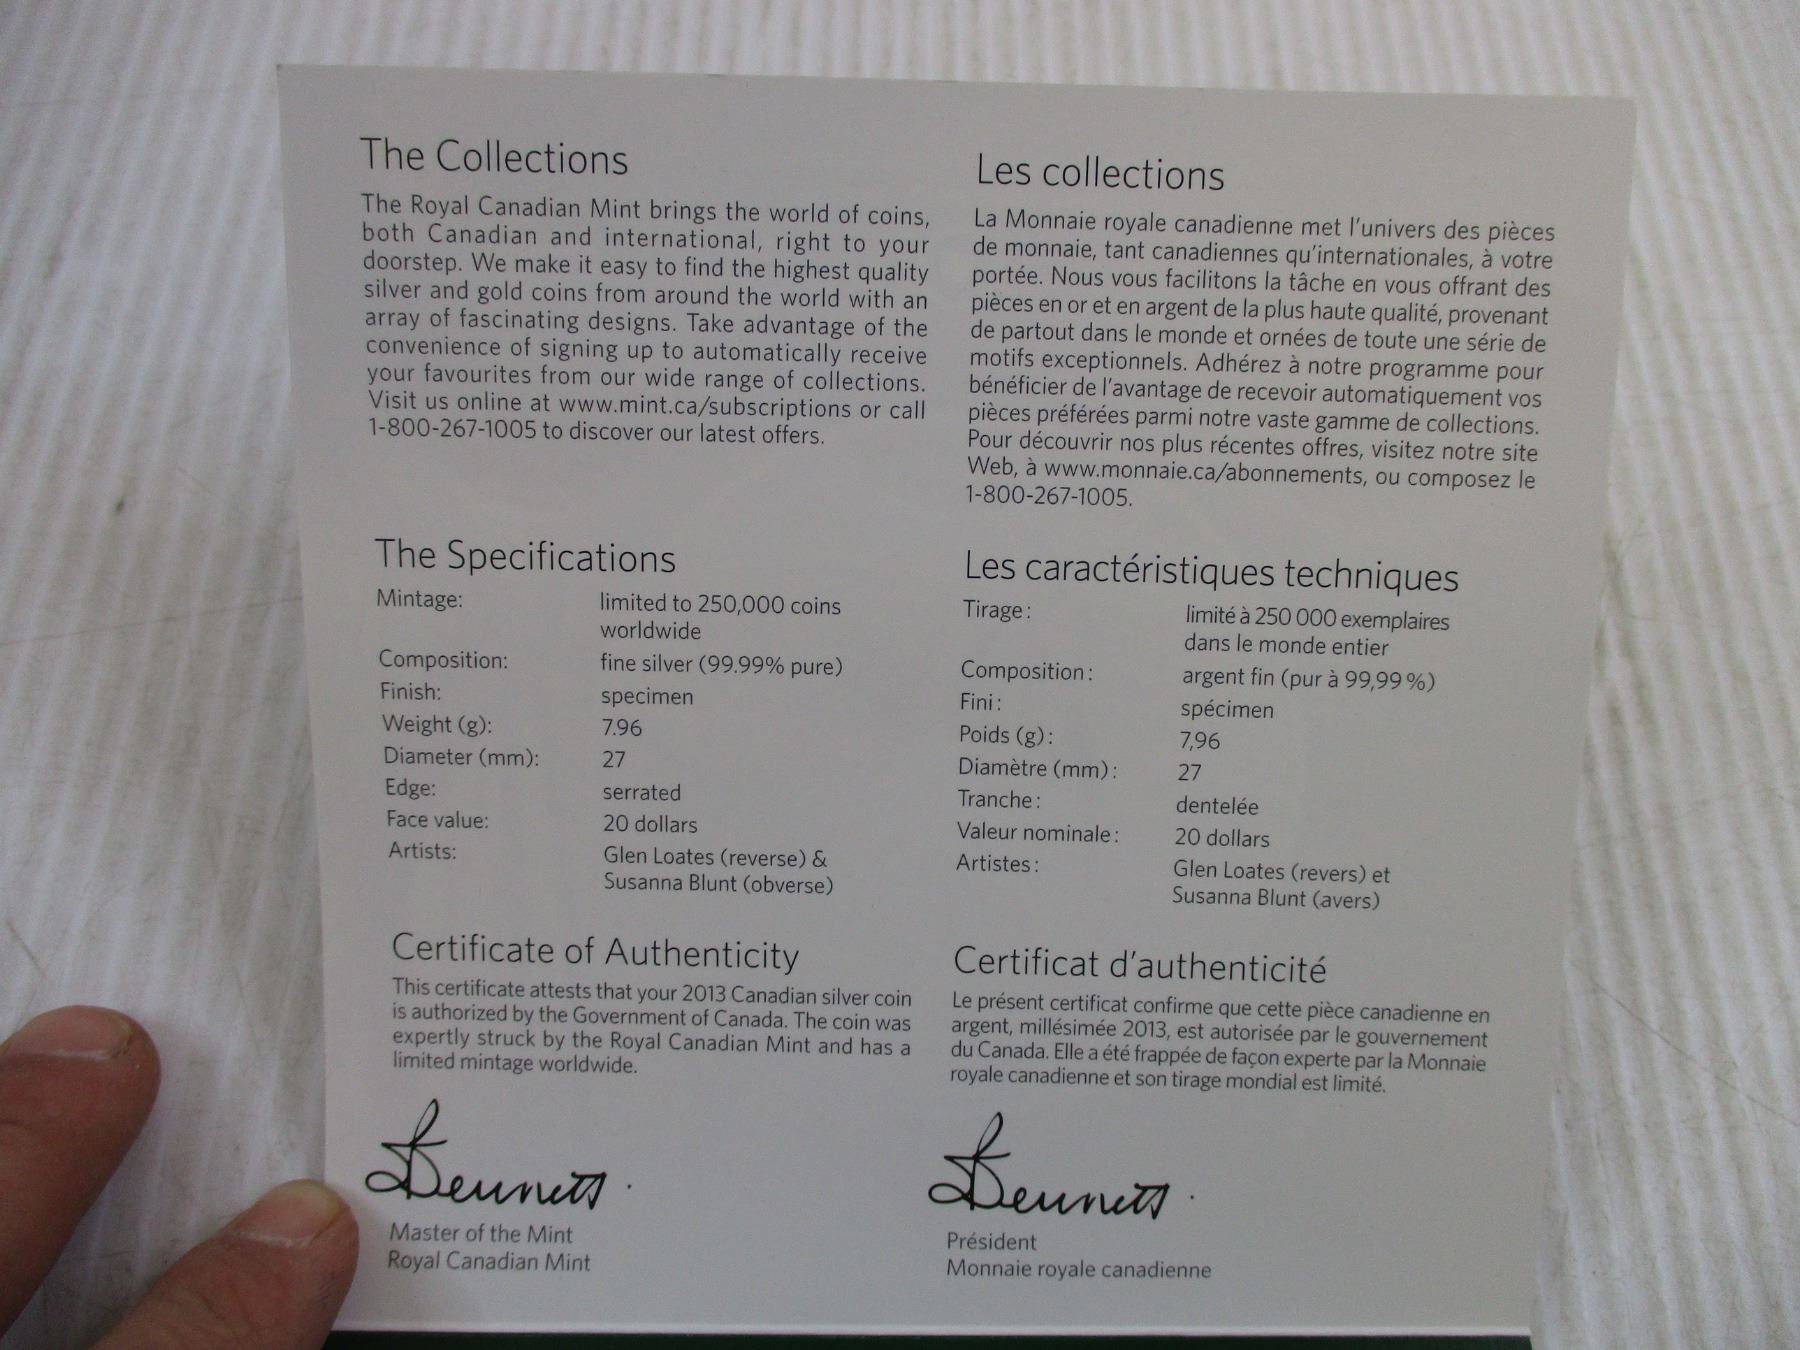 The Collections
The Royal Canadian Mint brings the world of coins,
both Canadian and international, right to your
doorstep. We make it easy to find the highest quality
silver and gold coins from around the world with an
array of fascinating designs. Take advantage of the
convenience of signing up to automatically receive
your favourites from our wide range of collections.
Visit us online at www.mint.ca/subscriptions or call
1-800-267-1005 to discover our latest offers.
The Specifications
Mintage: limited to 250,000 coins
worldwide
Composition: fine silver (99.99% pure)
Finish: specimen
Weight (g): 7.96
Diameter (mm): 27
Edge: serrated
Face value: 20 dollars
Artists: Glen Loates (reverse) &
Susanna Blunt (obverse)
Certificate of Authenticity
This certificate attests that your 2013 Canadian silver coin
is authorized by the Government of Canada. The coin was
expertly struck by the Royal Canadian Mint and has a
limited mintage worldwide.
Bennett
Master of the Mint
Royal Canadian Mint
Les collections
La Monnaie royale canadienne met l'univers des pièces
de monnaie, tant canadiennes qu'internationales, à votre
portée. Nous vous facilitons la tâche en vous offrant des
pièces en or et en argent de la plus haute qualité, provenant
de partout dans le monde et ornées de toute une série de
motifs exceptionnels. Adhérez à notre programme pour
bénéficier de l'avantage de recevoir automatiquement vos
pièces préférées parmi notre vaste gamme de collections.
Pour découvrir nos plus récentes offres, visitez notre site
Web, à www.monnaie.ca/abonnements, ou composez le
1-800-267-1005.
Les caractéristiques techniques
Tirage : limité à 250 000 exemplaires
dans le monde entier
Composition : argent fin (pur à 99,99 %)
Fini : spécimen
Poids (g) : 7,96
Diamètre (mm) : 27
Tranche : dentelée
Valeur nominale : 20 dollars
Artistes : Glen Loates (revers) et
Susanna Blunt (avers)
Certificat d'authenticité
Le présent certificat confirme que cette pièce canadienne en
argent, millésimée 2013, est autorisée par le gouvernement
du Canada. Elle a été frappée de façon experte par la Monnaie
royale canadienne et son tirage mondial est limité.
Bennett
Président
Monnaie royale canadienne